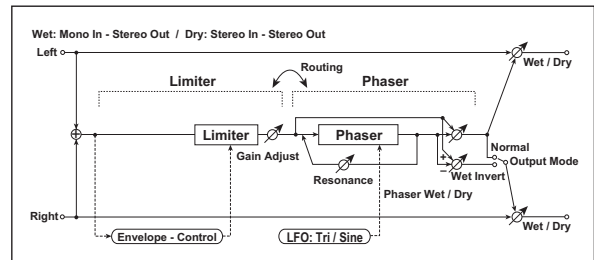 Wet: Mono In - Stereo Out / Dry: Stereo In - Stereo Out
Left
Wet / Dry
Routing
Limiter
Phaser
Limiter
Phaser
Normal
Gain Adjust
+
Output Mode
−
Wet Invert
Resonance
Phaser Wet / Dry
Right
Wet / Dry
Envelope - Control
LFO: Tri / Sine